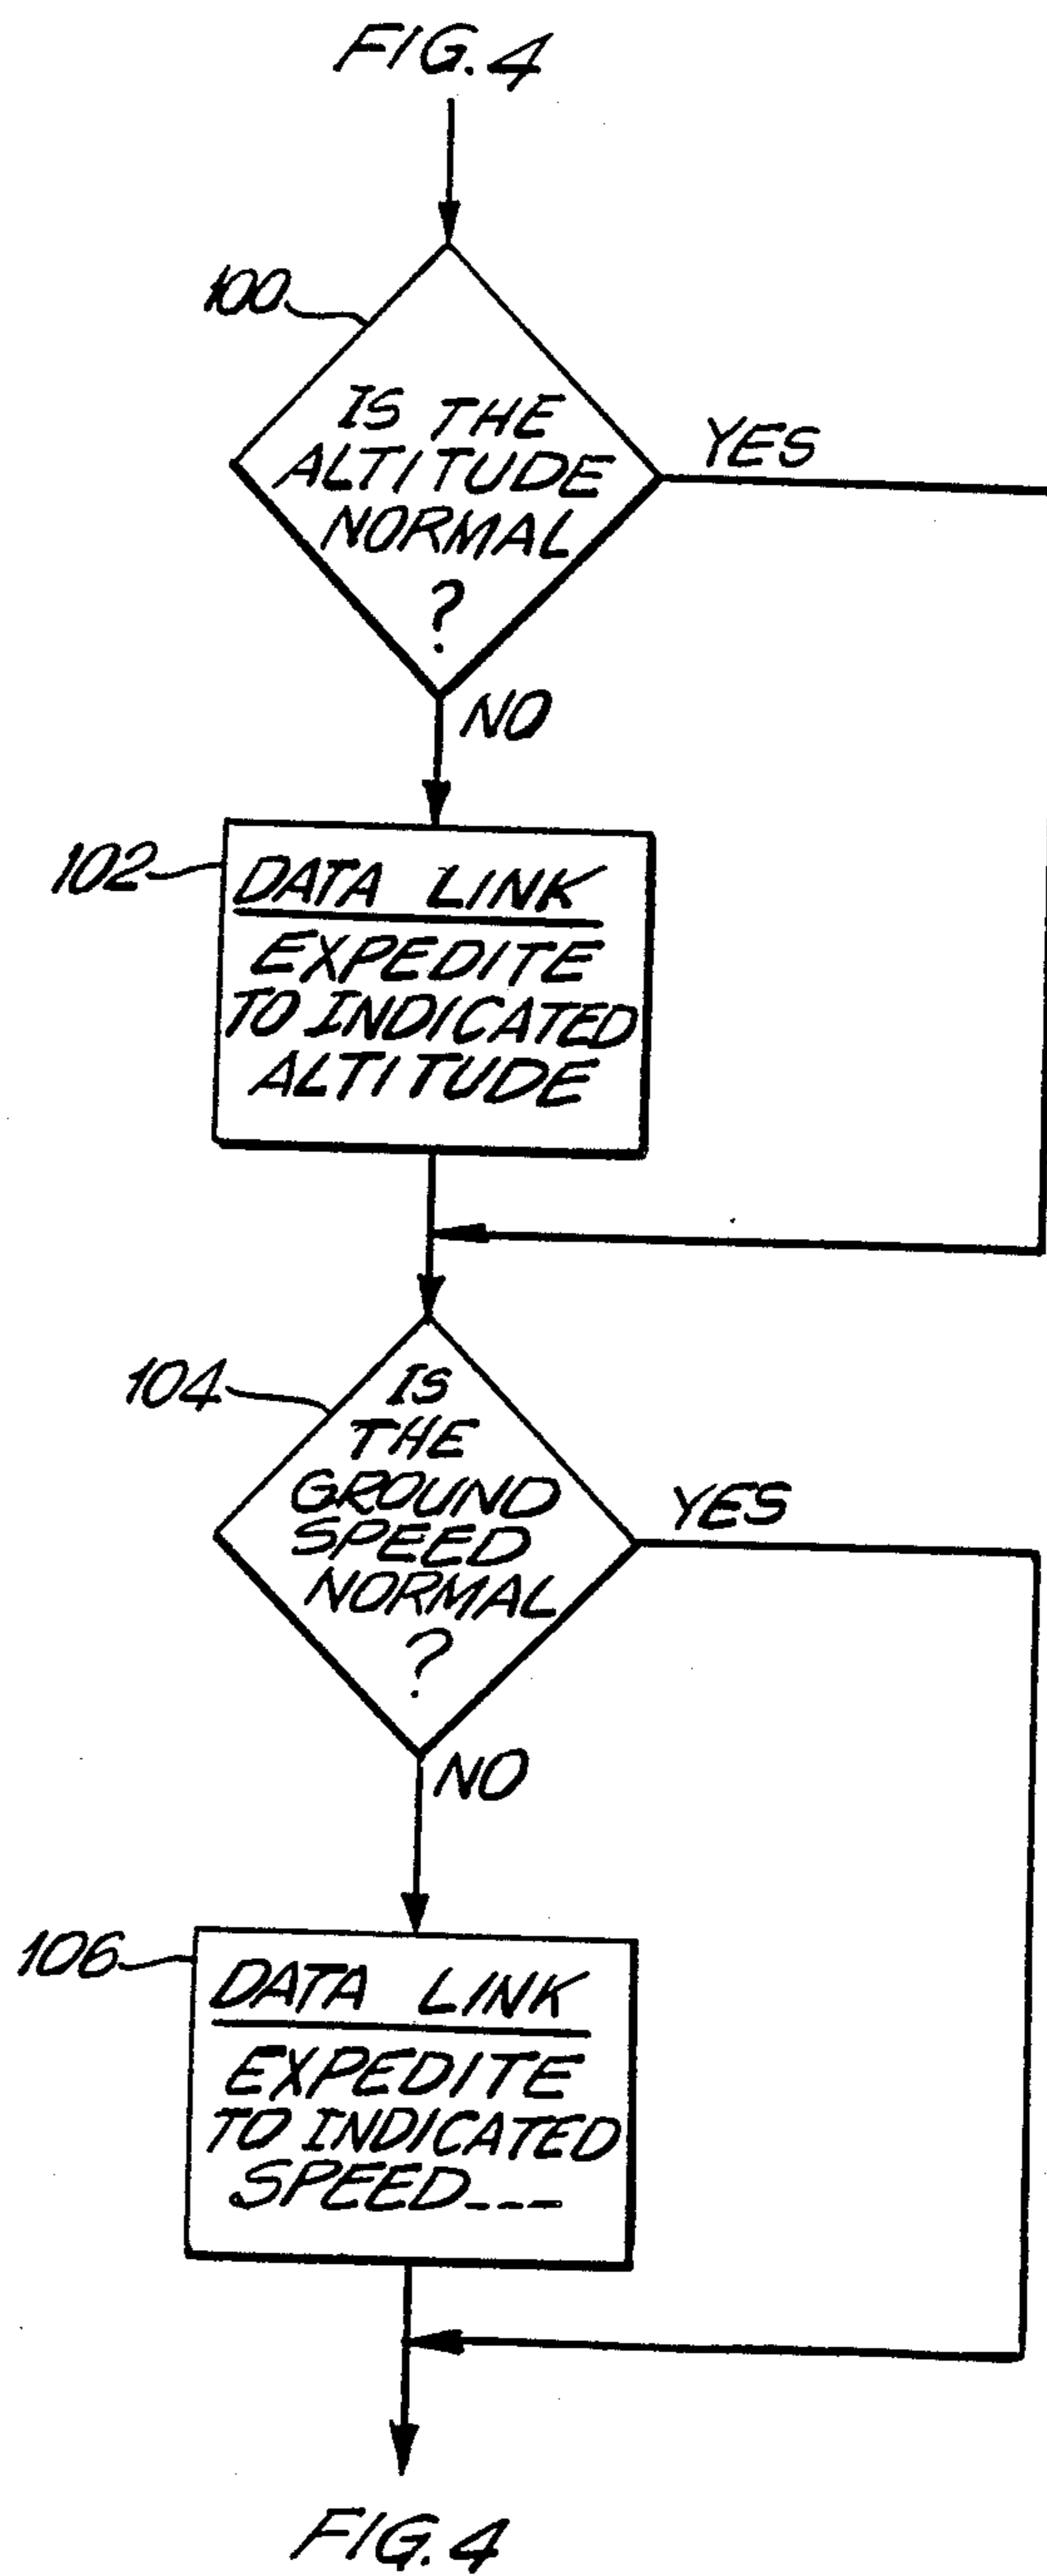 FIG. 4
100
IS THE
ALTITUDE
NORMAL
?
YES
NO
102
DATA LINK
EXPEDITE
TO INDICATED
ALTITUDE
104
IS
THE
GROUND
SPEED
NORMAL
?
YES
NO
106
DATA LINK
EXPEDITE
TO INDICATED
SPEED---
FIG. 4